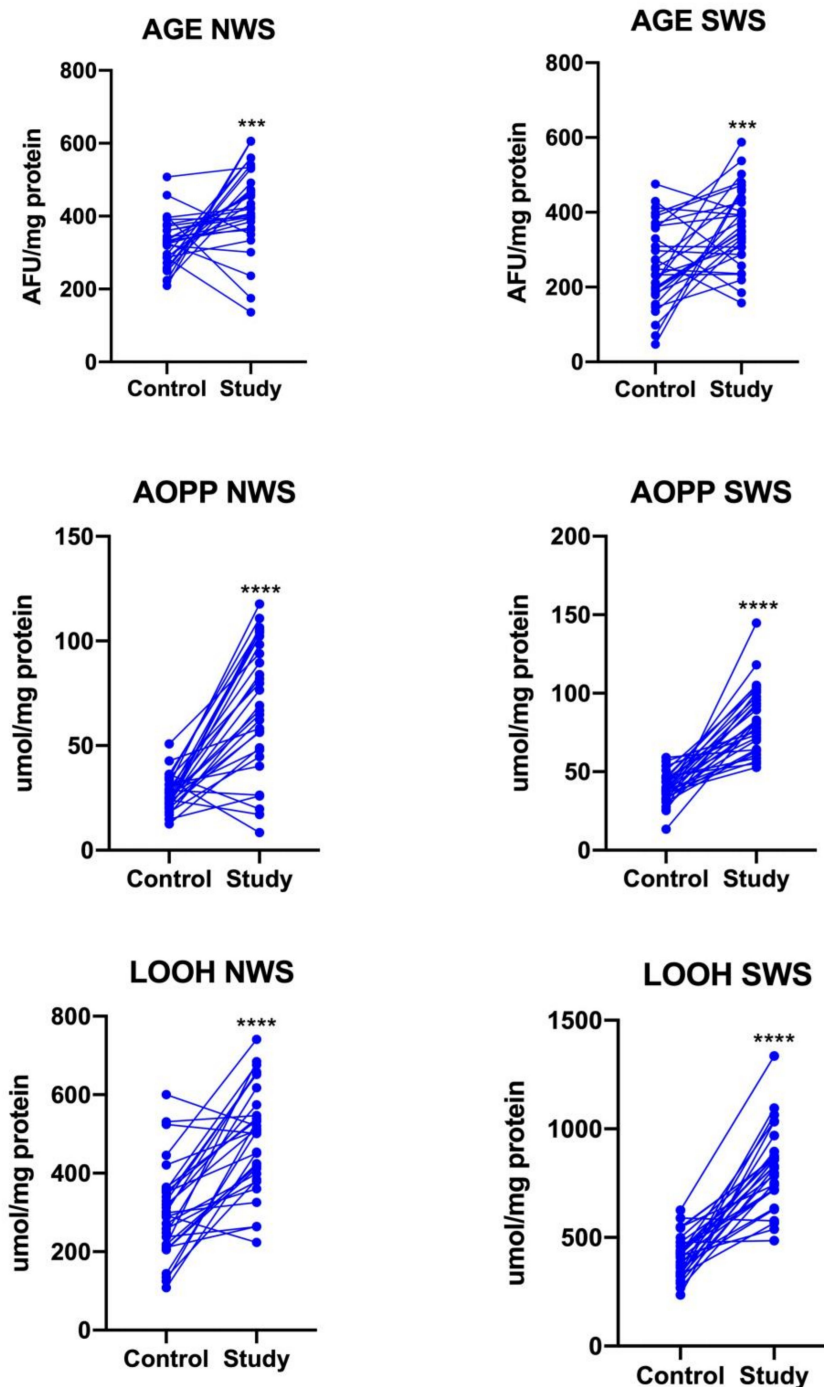 AGE NWS
AFU/mg protein
800
600
400
200
0
***
Control Study
AGE SWS
AFU/mg protein
800
600
400
200
0
***
Control Study
AOPP NWS
umol/mg protein
150
100
50
0
****
Control Study
AOPP SWS
umol/mg protein
200
150
100
50
0
****
Control Study
LOOH NWS
umol/mg protein
800
600
400
200
0
****
Control Study
LOOH SWS
umol/mg protein
1500
1000
500
0
****
Control Study